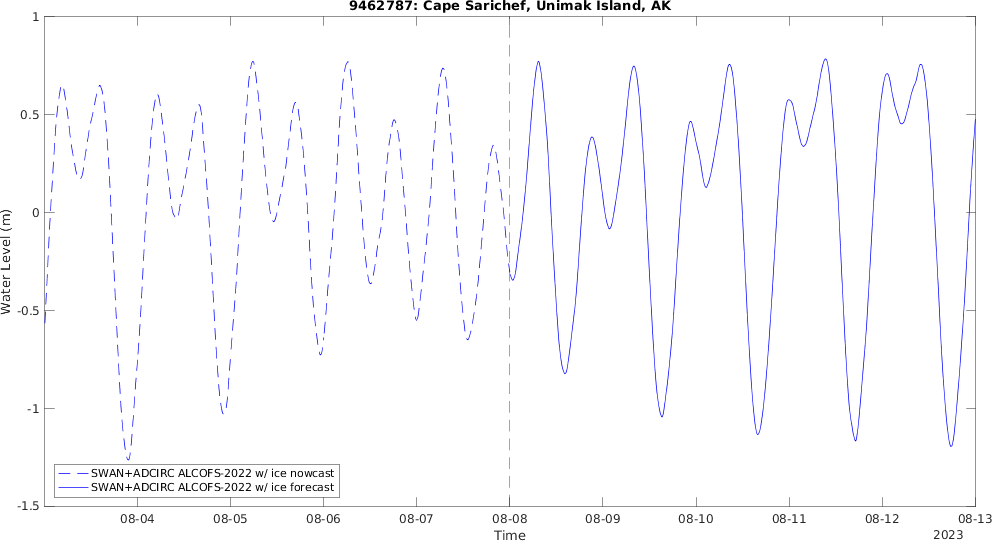 9462787: Cape Sarichef, Unimak Island, AK
1
0.5
0
-0.5
-1
-1.5
Water Level (m)
SWAN+ADCIRC ALCOFS-2022 w/ ice nowcast
SWAN+ADCIRC ALCOFS-2022 w/ ice forecast
08-04 08-05 08-06 08-07 08-08 08-09 08-10 08-11 08-12 08-13
Time
2023